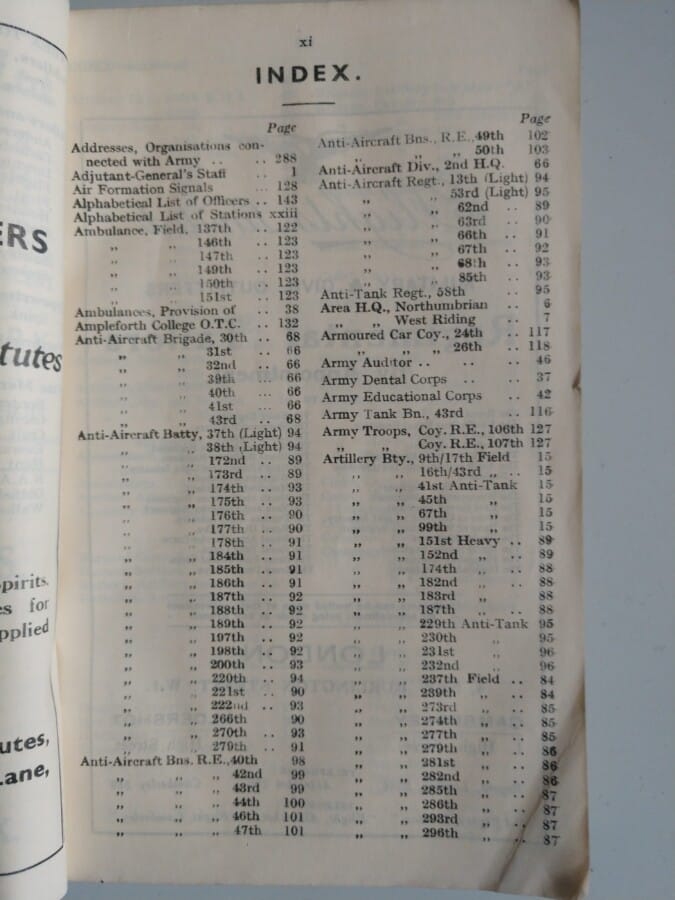 xi
INDEX.
Page
Addresses, Organisations con-
nected with Army .. .. 288
Adjutant-General's Staff .. 1
Air Formation Signals ... 128
Alphabetical List of Officers .. 143
Alphabetical List of Stations xxiii
Ambulance, Field, 137th .. 122
„ „ 146th .. 123
„ „ 147th .. 123
„ „ 149th .. 123
„ „ 150th .. 123
„ „ 151st .. 123
Ambulances, Provision of .. 38
Ampleforth College O.T.C. .. 132
Anti-Aircraft Brigade, 30th .. 68
„ „ 31st .. 66
„ „ 32nd .. 66
„ „ 39th ... 66
„ „ 40th ... 66
„ „ 41st .. 66
„ „ 43rd .. 68
Anti-Aircraft Batty, 37th (Light) 94
„ „ 38th (Light) 94
„ „ 172nd .. 89
„ „ 173rd .. 89
„ „ 174th .. 93
„ „ 175th .. 93
„ „ 176th .. 90
„ „ 177th .. 90
„ „ 178th .. 91
„ „ 184th .. 91
„ „ 185th .. 91
„ „ 186th .. 91
„ „ 187th .. 92
„ „ 188th .. 92
„ „ 189th .. 92
„ „ 197th .. 92
„ „ 198th .. 92
„ „ 200th .. 93
„ „ 220th .. 94
„ „ 221st .. 90
„ „ 222nd .. 93
„ „ 266th 90
„ „ 270th .. 93
„ „ 279th .. 91
Anti-Aircraft Bns. R.E., 40th 98
„ „ „ 42nd 99
„ „ „ 43rd 99
„ „ „ 44th 100
„ „ „ 46th 101
„ „ „ 47th 101
Page
Anti-Aircraft Bns., R.E., 49th 102
„ „ „ 50th 103
Anti-Aircraft Div., 2nd H.Q. 66
Anti-Aircraft Regt., 13th (Light) 94
„ „ 53rd (Light) 95
„ „ 62nd .. 89
„ „ 63rd .. 90
„ „ 66th .. 91
„ „ 67th .. 92
„ „ 68th .. 93
„ „ 85th .. 93
Anti-Tank Regt., 58th .. 95
Area H.Q., Northumbrian .. 6
„ „ West Riding .. 7
Armoured Car Coy., 24th .. 117
„ „ „ 26th .. 118
Army Auditor .. .. .. 46
Army Dental Corps .. .. 37
Army Educational Corps .. 42
Army Tank Bn., 43rd .. 116
Army Troops, Coy. R.E., 106th 127
„ „ Coy. R.E., 107th 127
Artillery Bty., 9th/17th Field 15
„ „ 16th/43rd „ .. 15
„ „ 41st Anti-Tank 15
„ „ 45th „ 15
„ „ 67th „ 15
„ „ 99th „ 15
„ „ 151st Heavy .. 89
„ „ 152nd „ .. 89
„ „ 174th „ .. 88
„ „ 182nd „ .. 88
„ „ 183rd „ 88
„ „ 187th „ .. 88
„ „ 229th Anti-Tank 95
„ „ 230th „ 95
„ „ 231st „ 96
„ „ 232nd „ 96
„ „ 237th Field .. 84
„ „ 239th „ .. 84
„ „ 273rd „ .. 85
„ „ 274th „ .. 85
„ „ 277th „ .. 85
„ „ 279th „ .. 86
„ „ 281st „ .. 86
„ „ 282nd „ .. 86
„ „ 285th „ .. 87
„ „ 286th „ .. 87
„ „ 293rd „ .. 87
„ „ 296th „ .. 87
ERS
tutes
pirits.
es for
applied
utes,
Lane,